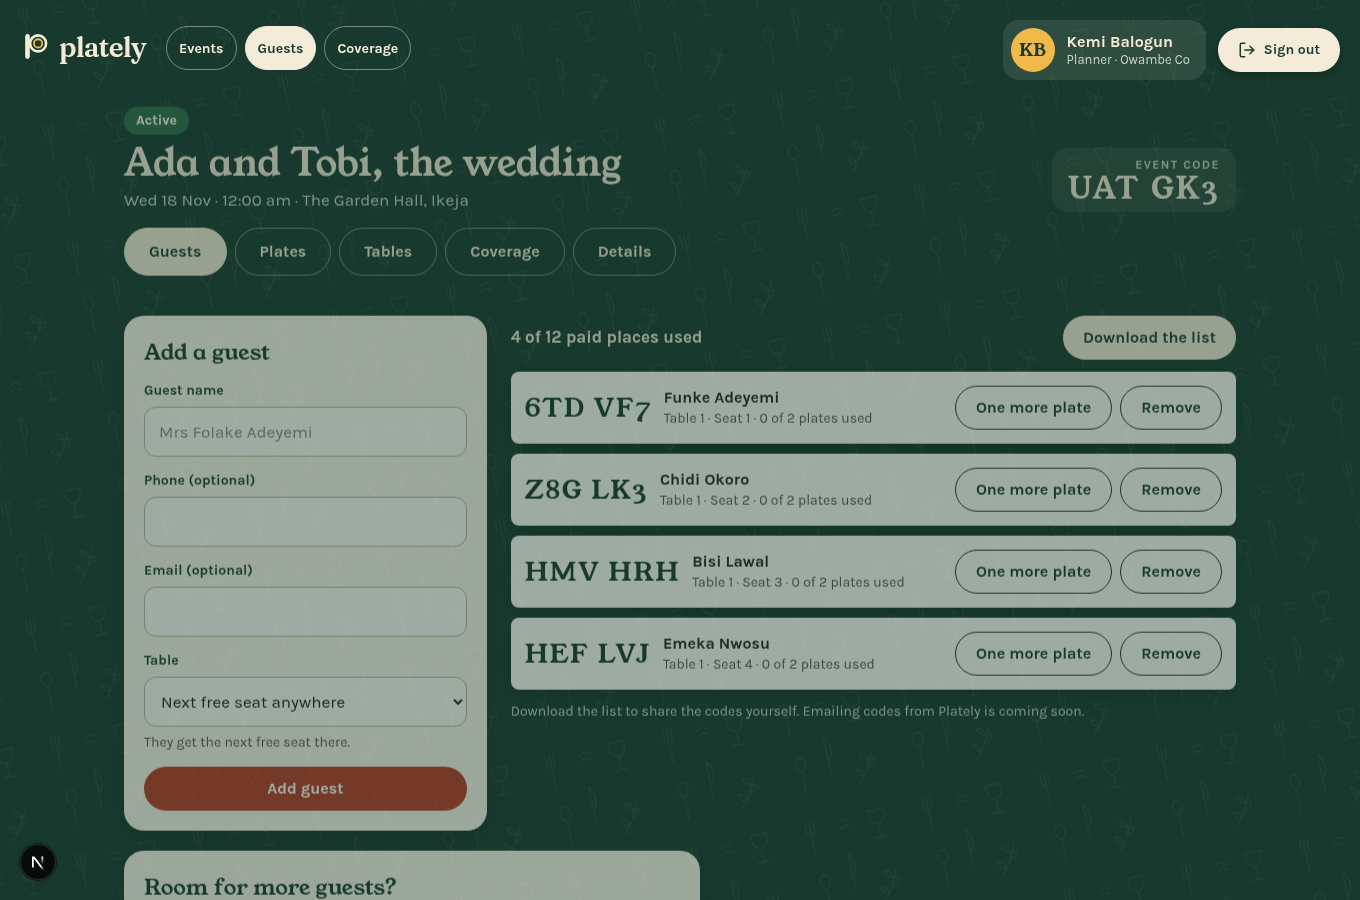 plately
Events
Guests
Coverage
KB
Kemi Balogun
Planner · Owambe Co
Sign out
Active
Ada and Tobi, the wedding
Wed 18 Nov · 12:00 am · The Garden Hall, Ikeja
EVENT CODE
UAT GK3
Guests
Plates
Tables
Coverage
Details
Add a guest
Guest name
Mrs Folake Adeyemi
Phone (optional)
Email (optional)
Table
Next free seat anywhere
They get the next free seat there.
Add guest
4 of 12 paid places used
Download the list
6TD VF7
Funke Adeyemi
Table 1 · Seat 1 · 0 of 2 plates used
One more plate
Remove
Z8G LK3
Chidi Okoro
Table 1 · Seat 2 · 0 of 2 plates used
One more plate
Remove
HMV HRH
Bisi Lawal
Table 1 · Seat 3 · 0 of 2 plates used
One more plate
Remove
HEF LVJ
Emeka Nwosu
Table 1 · Seat 4 · 0 of 2 plates used
One more plate
Remove
Download the list to share the codes yourself. Emailing codes from Plately is coming soon.
N
Room for more guests?